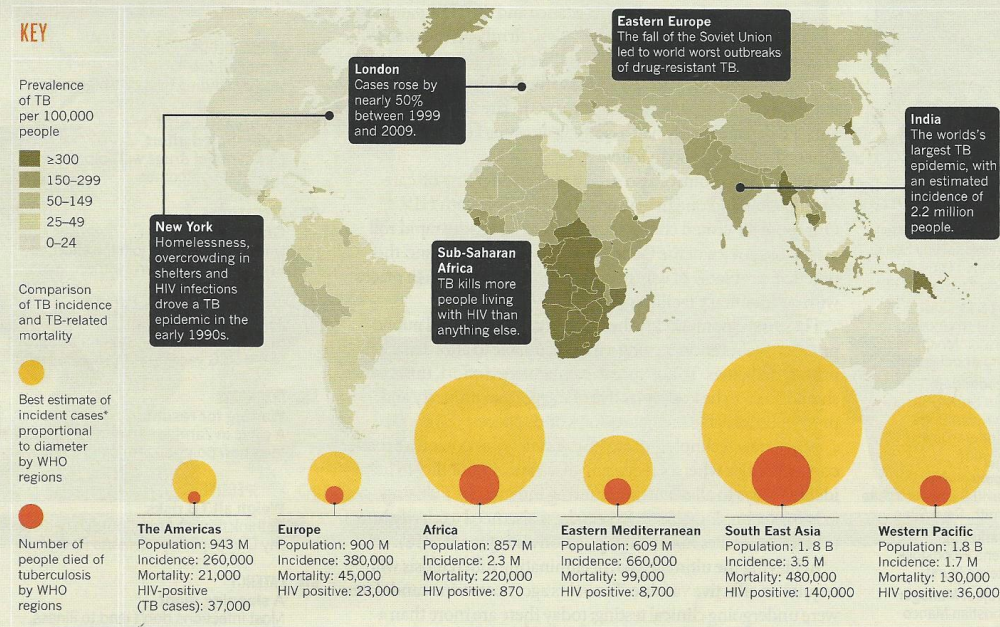 KEY
Prevalence
of TB
per 100,000
people
≥300
150–299
50–149
25–49
0–24
Comparison
of TB incidence
and TB-related
mortality
Best estimate of
incident cases*
proportional
to diameter
by WHO
regions
Number of
people died of
tuberculosis
by WHO
regions
Eastern Europe
The fall of the Soviet Union
led to world worst outbreaks
of drug-resistant TB.
London
Cases rose by
nearly 50%
between 1999
and 2009.
India
The worlds's
largest TB
epidemic, with
an estimated
incidence of
2.2 million
people.
New York
Homelessness,
overcrowding in
shelters and
HIV infections
drove a TB
epidemic in the
early 1990s.
Sub-Saharan
Africa
TB kills more
people living
with HIV than
anything else.
The Americas
Population: 943 M
Incidence: 260,000
Mortality: 21,000
HIV-positive
(TB cases): 37,000
Europe
Population: 900 M
Incidence: 380,000
Mortality: 45,000
HIV positive: 23,000
Africa
Population: 857 M
Incidence: 2.3 M
Mortality: 220,000
HIV positive: 870
Eastern Mediterranean
Population: 609 M
Incidence: 660,000
Mortality: 99,000
HIV positive: 8,700
South East Asia
Population: 1. 8 B
Incidence: 3.5 M
Mortality: 480,000
HIV positive: 140,000
Western Pacific
Population: 1.8 B
Incidence: 1.7 M
Mortality: 130,000
HIV positive: 36,000